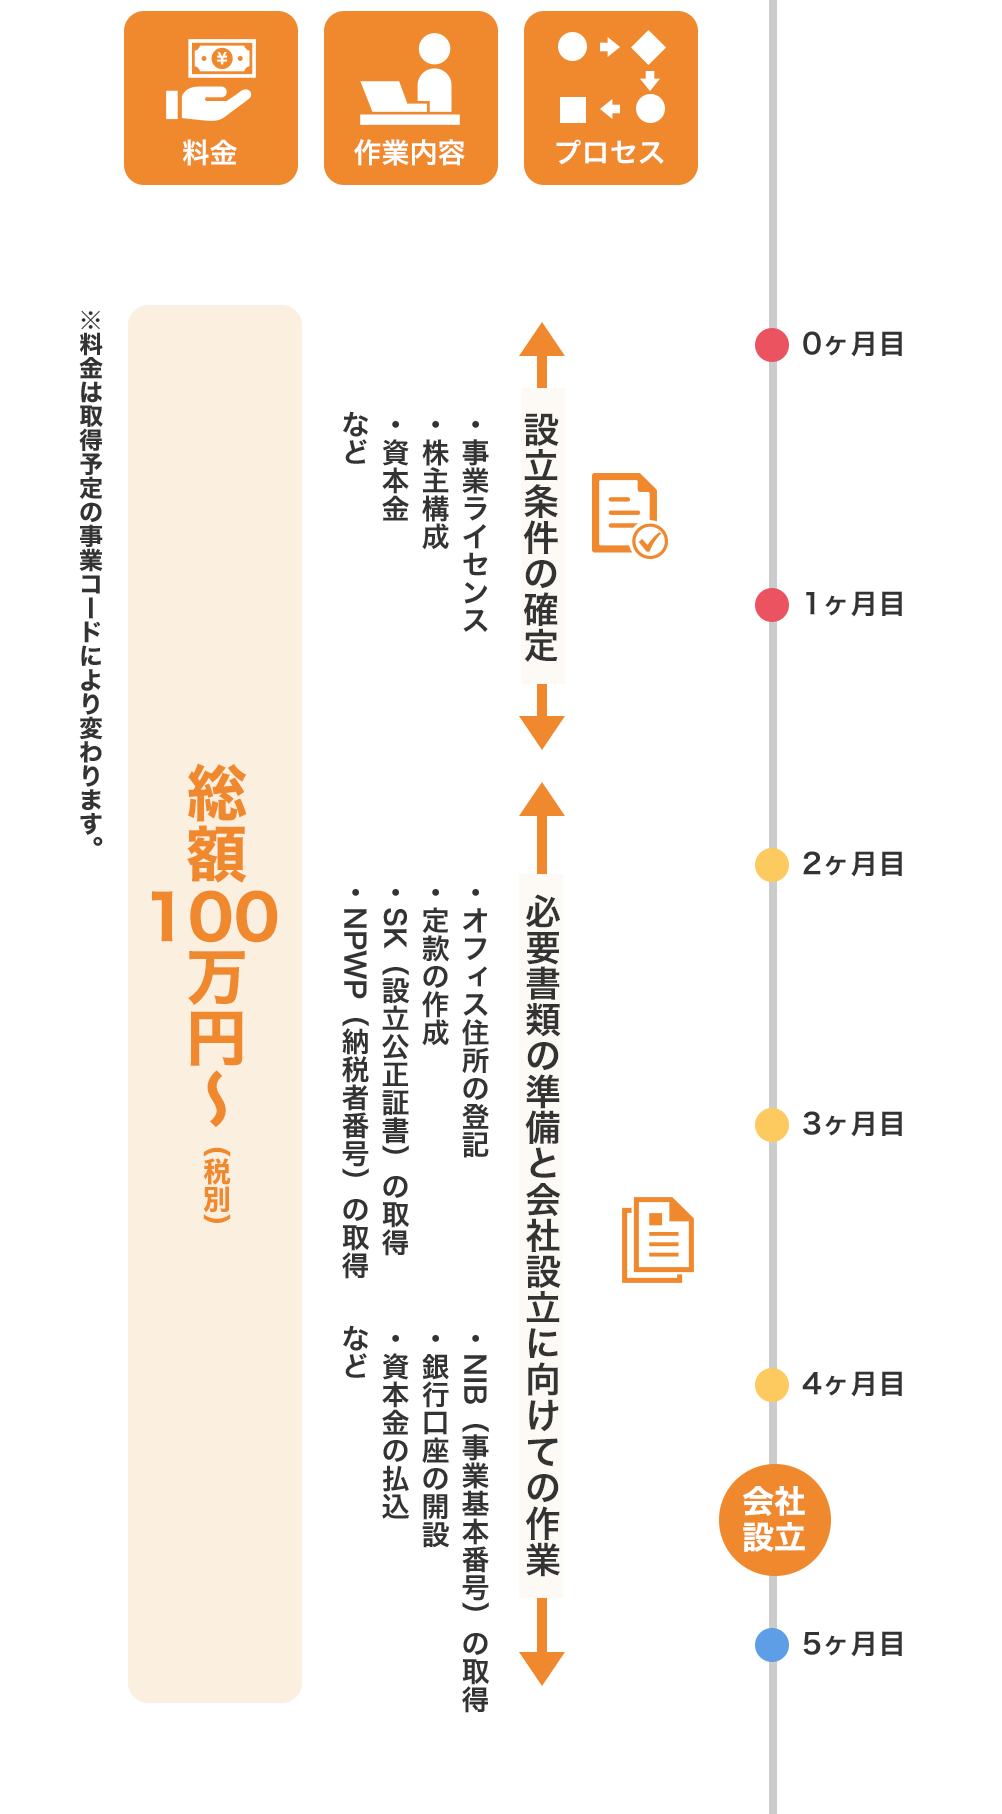 料金
作業内容
プロセス
0ヶ月目
1ヶ月目
2ヶ月目
3ヶ月目
4ヶ月目
会社
設立
5ヶ月目
設立条件の確定
・事業ライセンス
・株主構成
・資本金
など
必要書類の準備と会社設立に向けての作業
・オフィス住所の登記
・定款の作成
・SK（設立公正証書）の取得
・NPWP（納税者番号）の取得
・NIB（事業基本番号）の取得
・銀行口座の開設
・資本金の払込
など
総額100万円〜（税別）
※料金は取得予定の事業コードにより変わります。